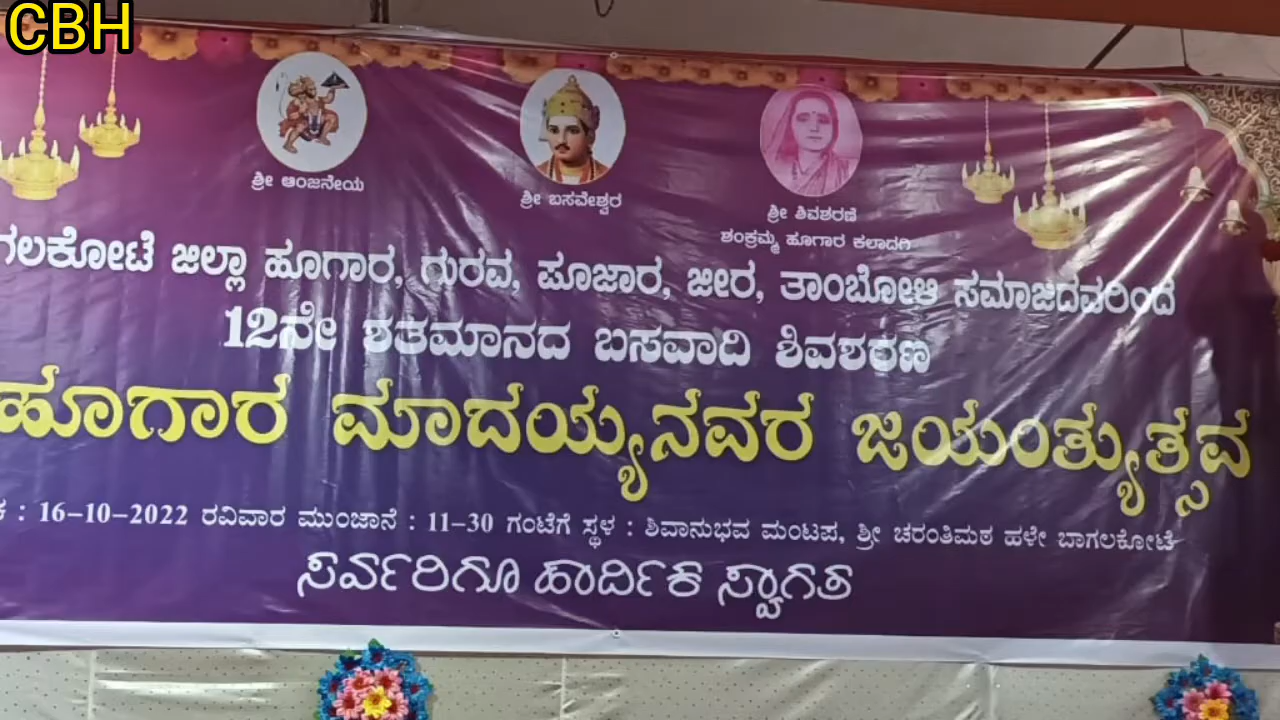 CBH
ಶ್ರೀ ಆಂಜನೇಯ
ಶ್ರೀ ಬಸವೇಶ್ವರ
ಶ್ರೀ ಶಿವಶರಣೆ
ಶಂಕ್ರಮ್ಮ ಹೂಗಾರ ಕಲಾದಗಿ
ಗಲಕೋಟೆ ಜಿಲ್ಲಾ ಹೂಗಾರ, ಗುರವ, ಪೂಜಾರ, ಜೀರ, ತಾಂಬೋಳಿ ಸಮಾಜದವರಿಂದ
12ನೇ ಶತಮಾನದ ಬಸವಾದಿ ಶಿವಶರಣ
ಹೂಗಾರ ಮಾದಯ್ಯನವರ ಜಯಂತ್ಯುತ್ಸವ
ಕ : 16-10-2022 ರವಿವಾರ ಮುಂಜಾನೆ : 11-30 ಗಂಟೆಗೆ ಸ್ಥಳ : ಶಿವಾನುಭವ ಮಂಟಪ, ಶ್ರೀ ಚರಂತಿಮಠ ಹಳೇ ಬಾಗಲಕೋಟೆ
ಸರ್ವರಿಗೂ ಹಾರ್ದಿಕ ಸ್ವಾಗತ